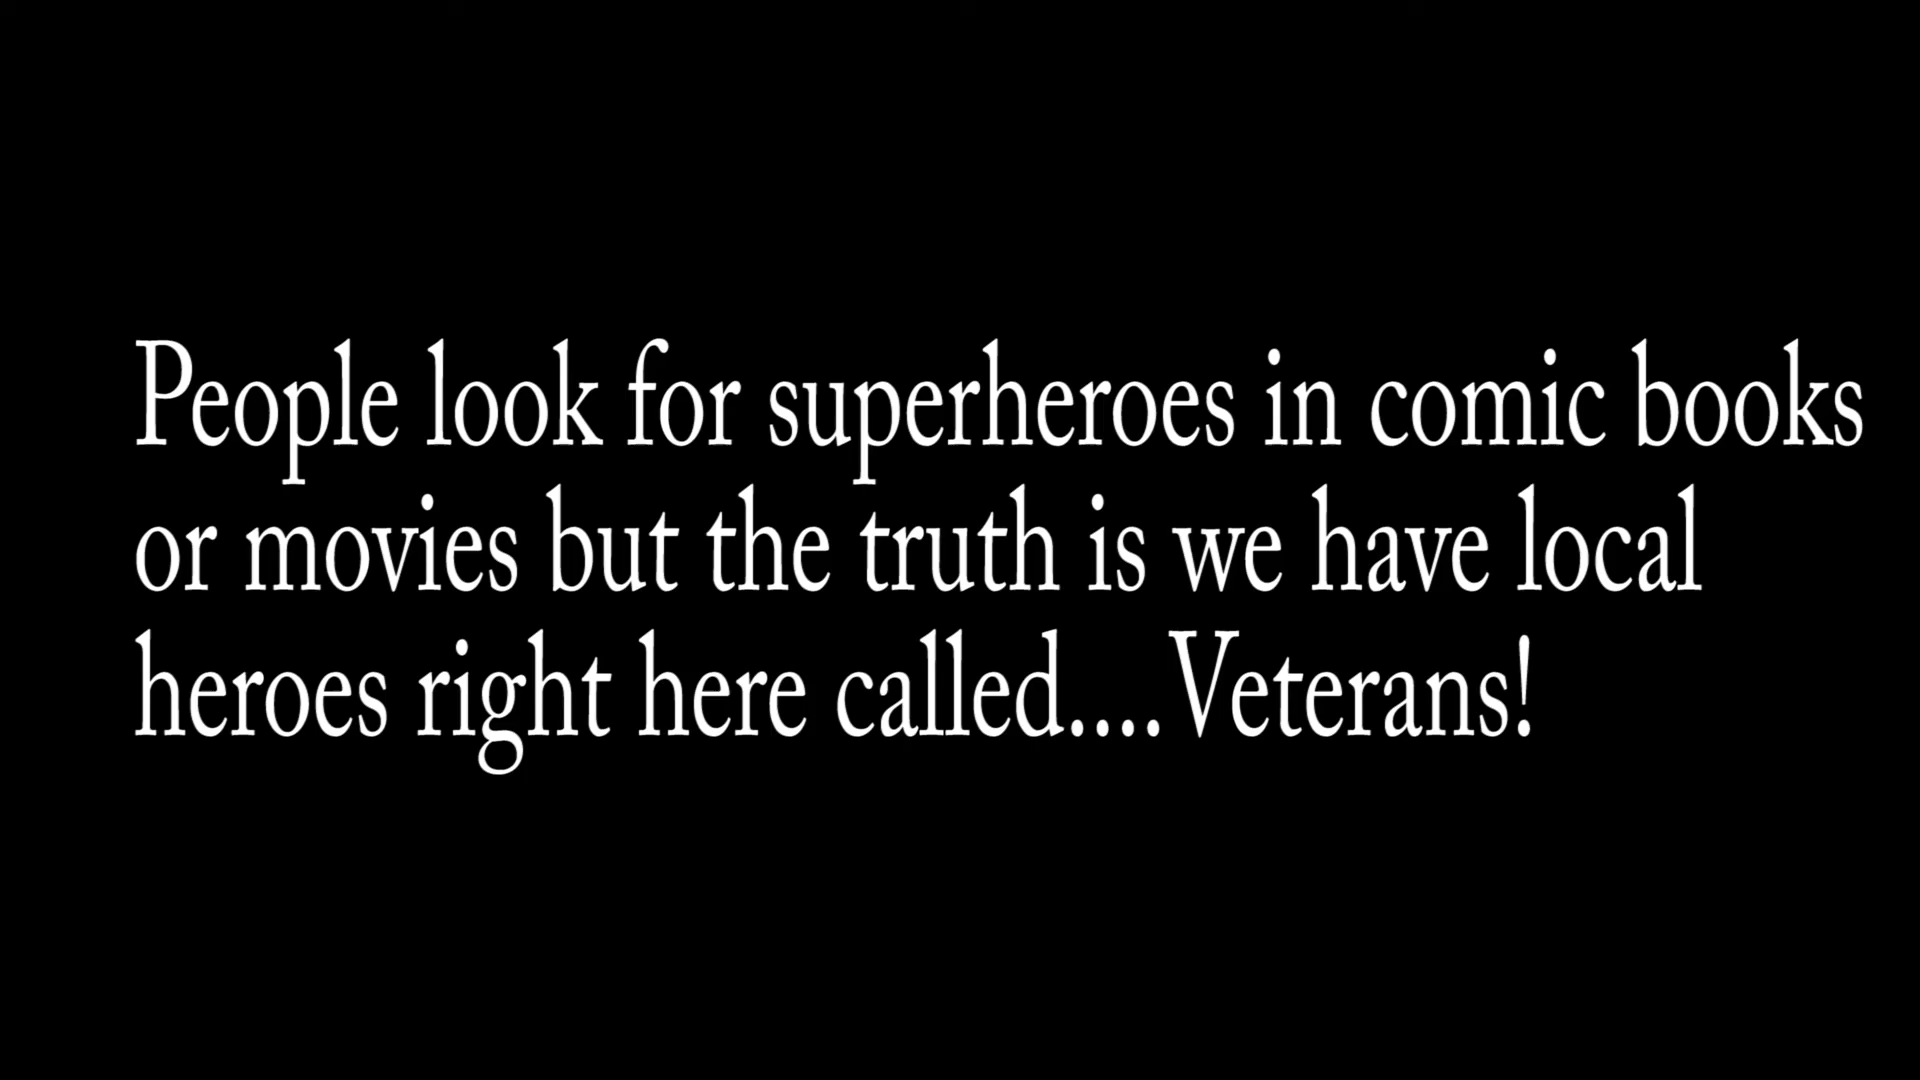 People look for superheroes in comic books
or movies but the truth is we have local
heroes right here called....Veterans!